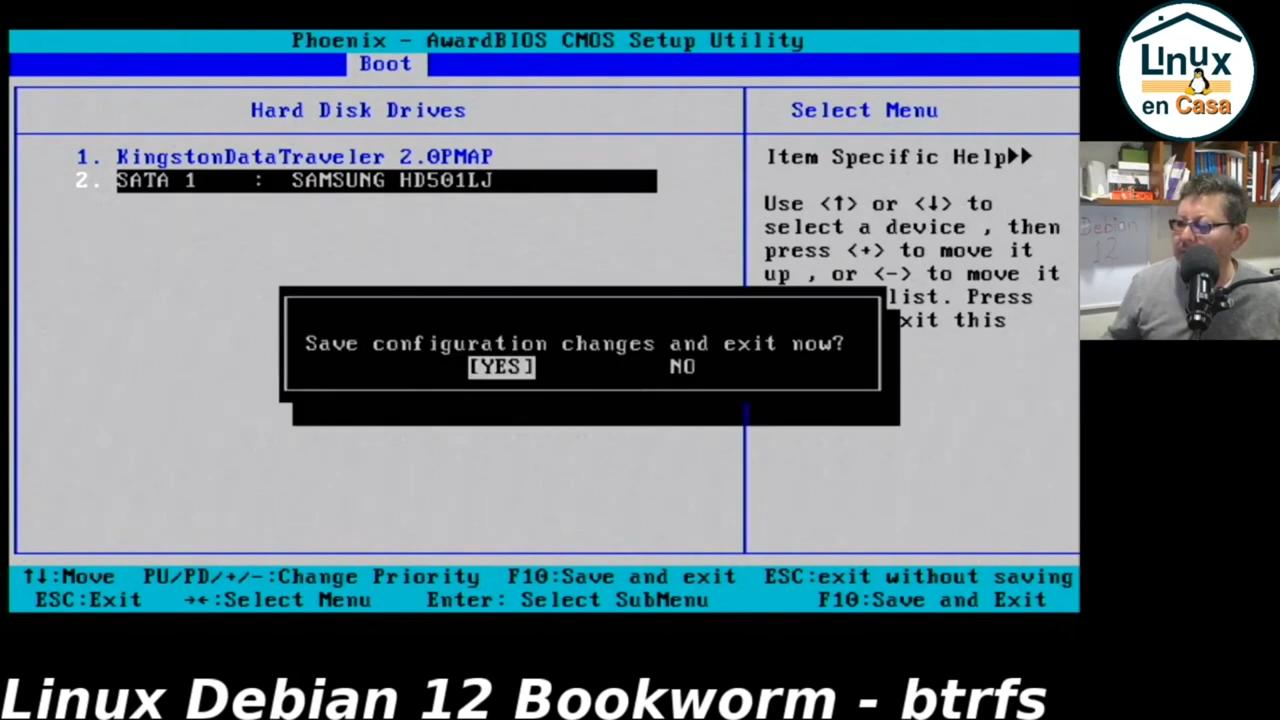 Phoenix - AwardBIOS CMOS Setup Utility
Boot
Hard Disk Drives
Select Menu
1. KingstonDataTraveler 2.0PMAP
2. SATA 1 : SAMSUNG HD501LJ
Item Specific Help▶▶
Use <↑> or <↓> to
select a device , then
press <+> to move it
up , or <-> to move it
list. Press
xit this
Save configuration changes and exit now?
[YES] NO
↑↓:Move PU/PD/+/-:Change Priority F10:Save and exit ESC:exit without saving
ESC:Exit →←:Select Menu Enter: Select SubMenu F10:Save and Exit
Linux
en Casa
Debian
12
Linux Debian 12 Bookworm - btrfs